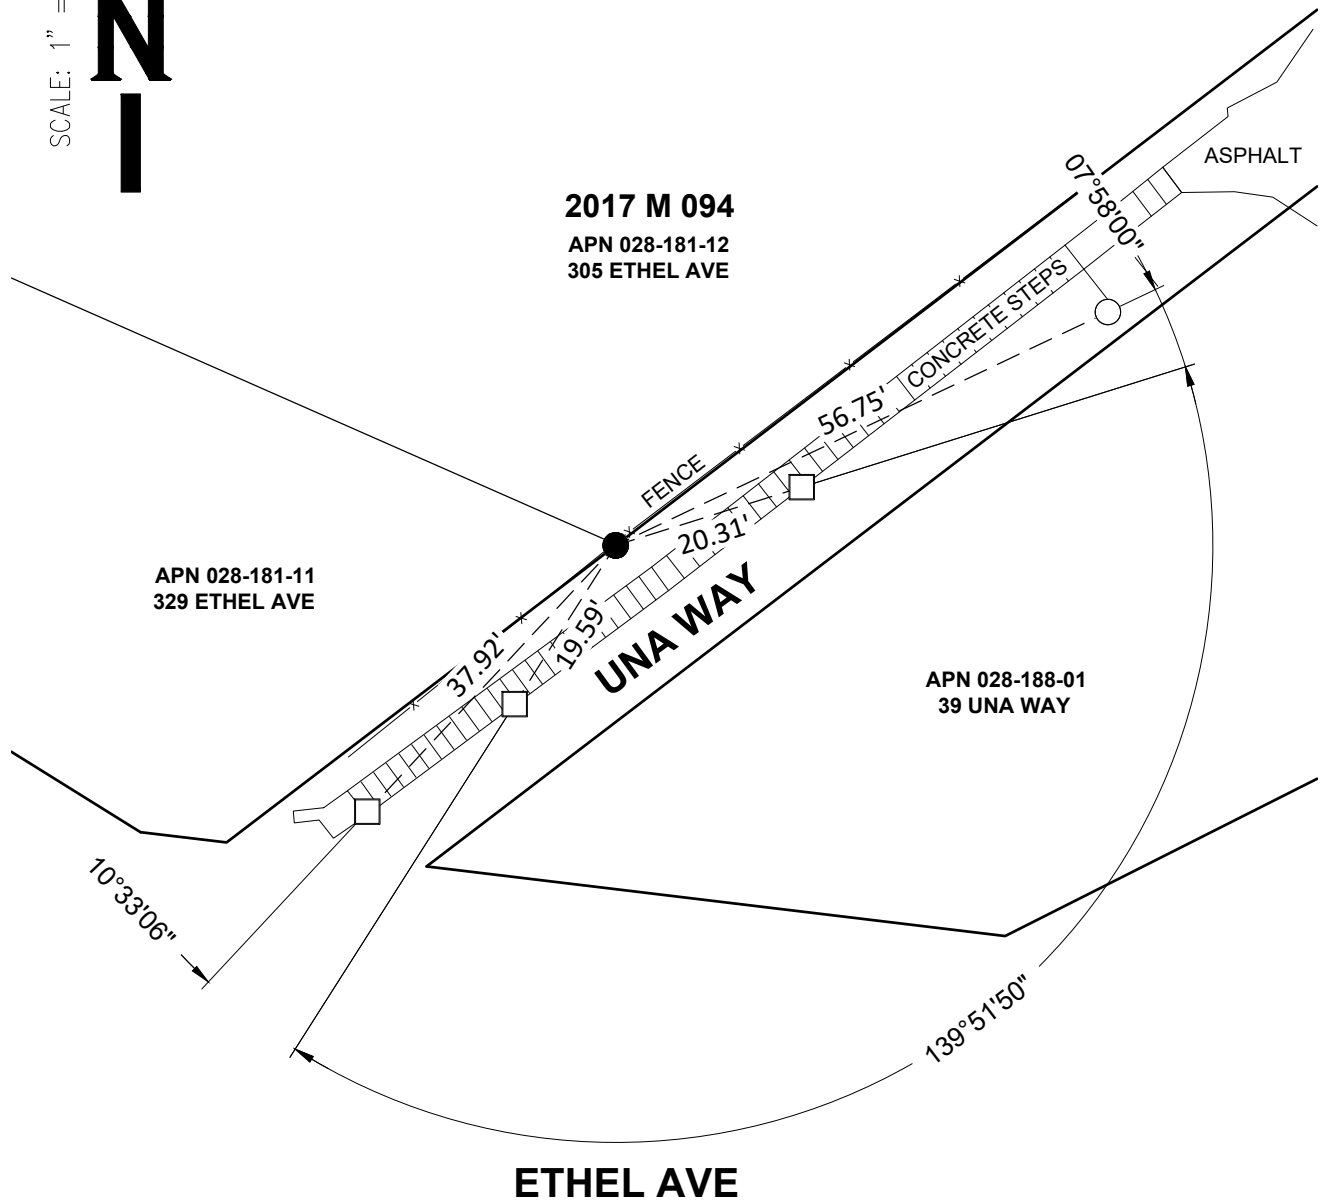 SCALE: 1" =
N
ASPHALT
07°58'00"
2017 M 094
APN 028-181-12
305 ETHEL AVE
CONCRETE STEPS
56.75'
FENCE
20.31'
APN 028-181-11
329 ETHEL AVE
19.59'
37.92'
UNA WAY
APN 028-188-01
39 UNA WAY
10°33'06"
139°51'50"
ETHEL AVE